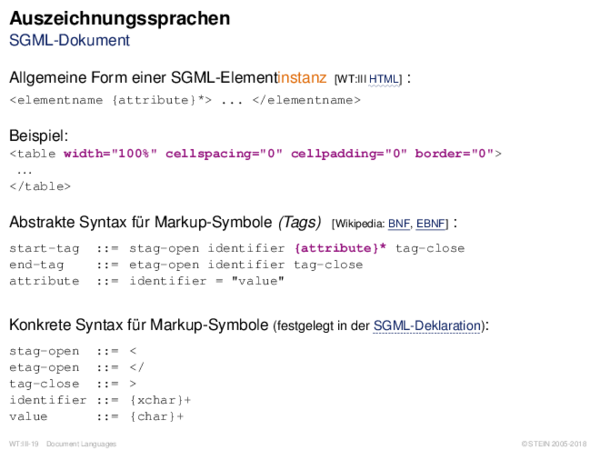 Auszeichnungssprachen
SGML-Dokument
Allgemeine Form einer SGML-Elementinstanz [WT:III HTML] :
<elementname {attribute}*> ... </elementname>
Beispiel:
<table width="100%" cellspacing="0" cellpadding="0" border="0">
...
</table>
Abstrakte Syntax für Markup-Symbole (Tags) [Wikipedia: BNF, EBNF] :
start-tag ::= stag-open identifier {attribute}* tag-close
end-tag ::= etag-open identifier tag-close
attribute ::= identifier = "value"
Konkrete Syntax für Markup-Symbole (festgelegt in der SGML-Deklaration):
stag-open ::= <
etag-open ::= </
tag-close ::= >
identifier ::= {xchar}+
value ::= {char}+
WT:III-19 Document Languages © STEIN 2005-2018